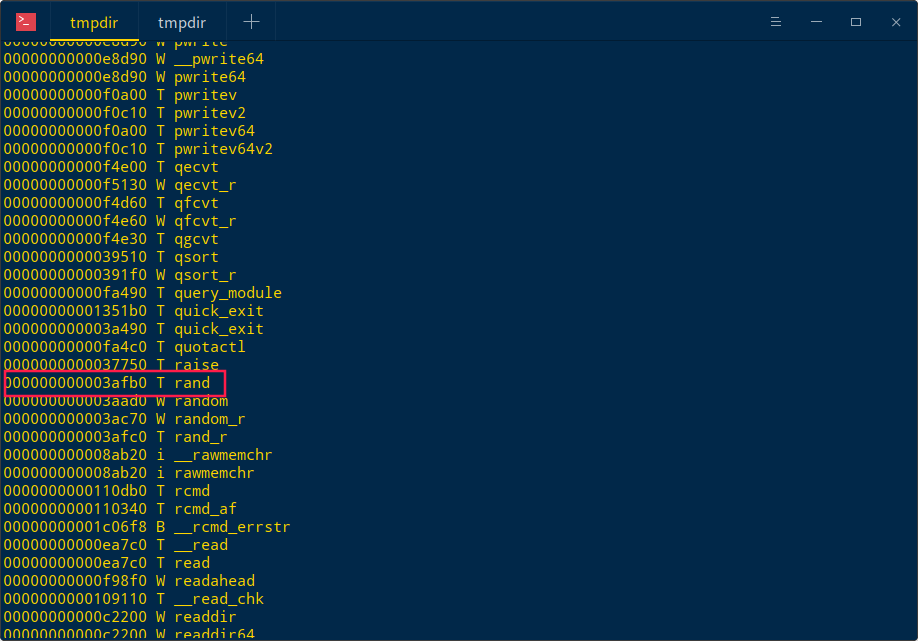 tmpdir tmpdir
00000000000e8d90 W pwrite
00000000000e8d90 W __pwrite64
00000000000e8d90 W pwrite64
00000000000f0a00 T pwritev
00000000000f0c10 T pwritev2
00000000000f0a00 T pwritev64
00000000000f0c10 T pwritev64v2
00000000000f4e00 T qecvt
00000000000f5130 W qecvt_r
00000000000f4d60 T qfcvt
00000000000f4e60 W qfcvt_r
00000000000f4e30 T qgcvt
0000000000039510 T qsort
00000000000391f0 W qsort_r
00000000000fa490 T query_module
00000000001351b0 T quick_exit
000000000003a490 T quick_exit
00000000000fa4c0 T quotactl
0000000000037750 T raise
000000000003afb0 T rand
000000000003aad0 W random
000000000003ac70 W random_r
000000000003afc0 T rand_r
000000000008ab20 i __rawmemchr
000000000008ab20 i rawmemchr
0000000000110db0 T rcmd
0000000000110340 T rcmd_af
00000000001c06f8 B __rcmd_errstr
00000000000ea7c0 T __read
00000000000ea7c0 T read
00000000000f98f0 W readahead
0000000000109110 T __read_chk
00000000000c2200 W readdir
00000000000c2200 W readdir64